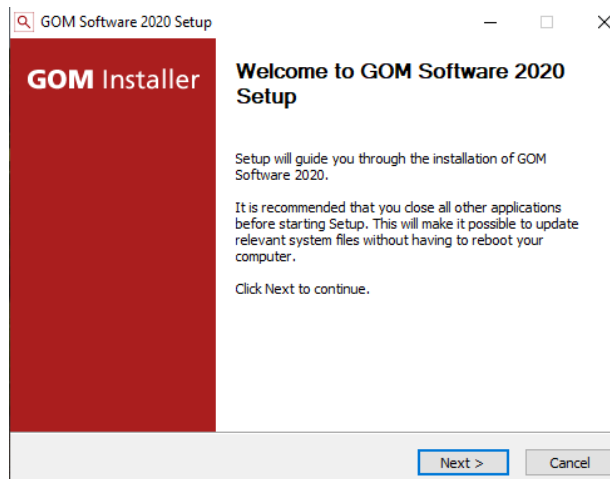 GOM Software 2020 Setup
GOM Installer
Welcome to GOM Software 2020
Setup
Setup will guide you through the installation of GOM
Software 2020.
It is recommended that you close all other applications
before starting Setup. This will make it possible to update
relevant system files without having to reboot your
computer.
Click Next to continue.
Next >
Cancel